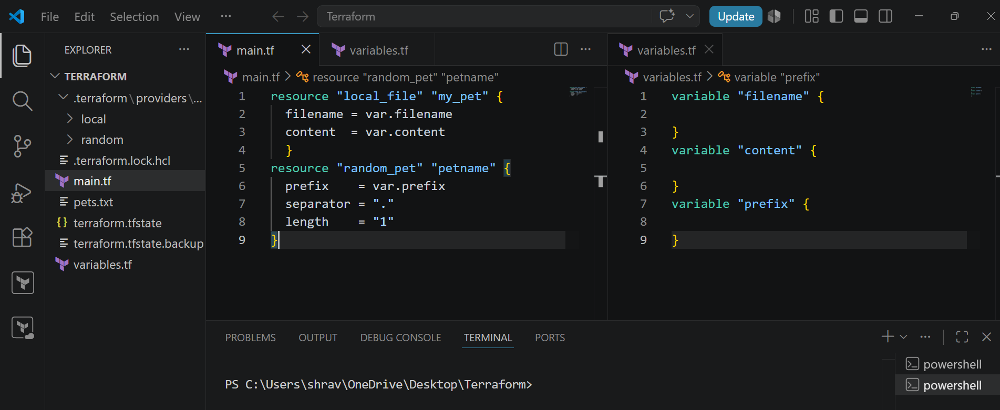 File Edit Selection View ··· Terraform Update
EXPLORER ···
TERRAFORM
.terraform\providers\...
local
random
.terraform.lock.hcl
main.tf
pets.txt
{} terraform.tfstate
terraform.tfstate.backup
variables.tf
main.tf variables.tf ···
main.tf > resource "random_pet" "petname"
1 resource "local_file" "my_pet" {
2 filename = var.filename
3 content  = var.content
4 }
5 resource "random_pet" "petname" {
6 prefix    = var.prefix
7 separator = "."
8 length    = "1"
9 }
variables.tf ···
variables.tf > variable "prefix"
1 variable "filename" {
2
3 }
4 variable "content" {
5
6 }
7 variable "prefix" {
8
9 }
PROBLEMS OUTPUT DEBUG CONSOLE TERMINAL PORTS ···
PS C:\Users\shrav\OneDrive\Desktop\Terraform>
powershell
powershell